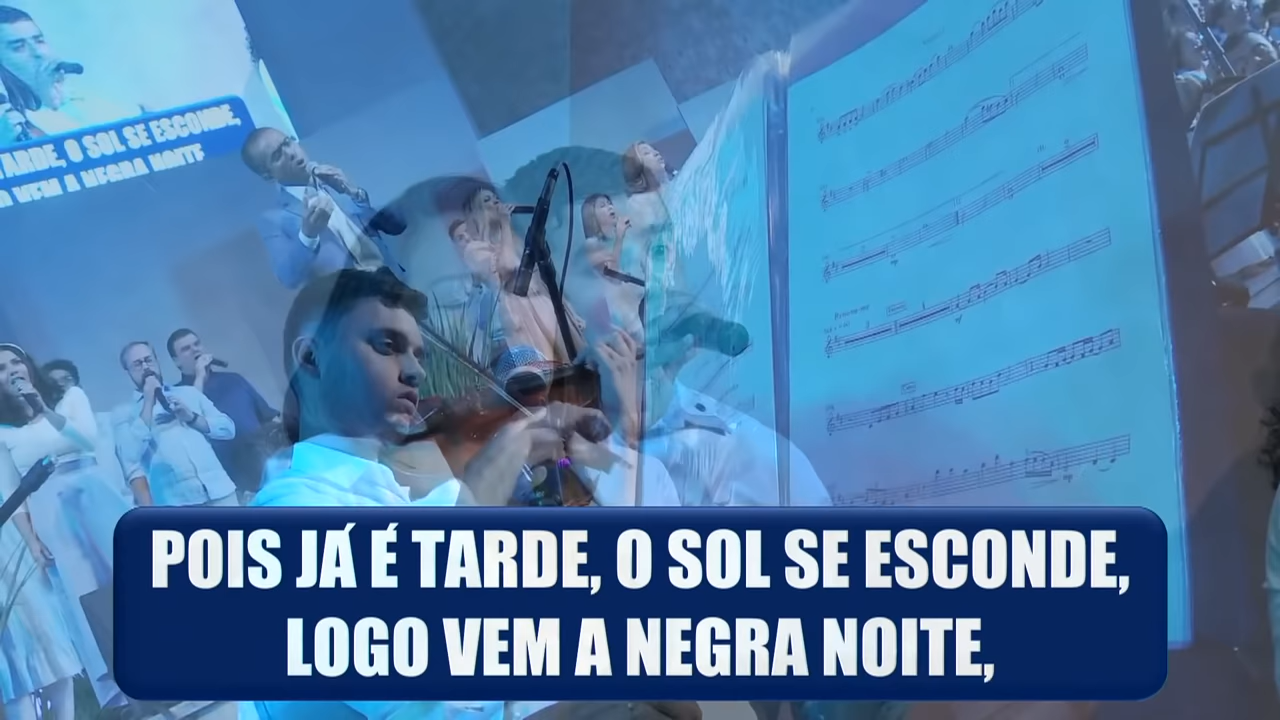 TARDE, O SOL SE ESCONDE,
VEM A NEGRA NOITE
POIS JÁ É TARDE, O SOL SE ESCONDE,
LOGO VEM A NEGRA NOITE,